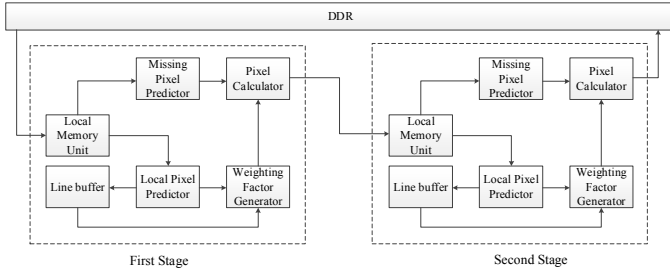 DDR
Missing
Pixel
Predictor
Pixel
Calculator
Local
Memory
Unit
Line buffer
Local Pixel
Predictor
Weighting
Factor
Generator
First Stage
Missing
Pixel
Predictor
Pixel
Calculator
Local
Memory
Unit
Line buffer
Local Pixel
Predictor
Weighting
Factor
Generator
Second Stage